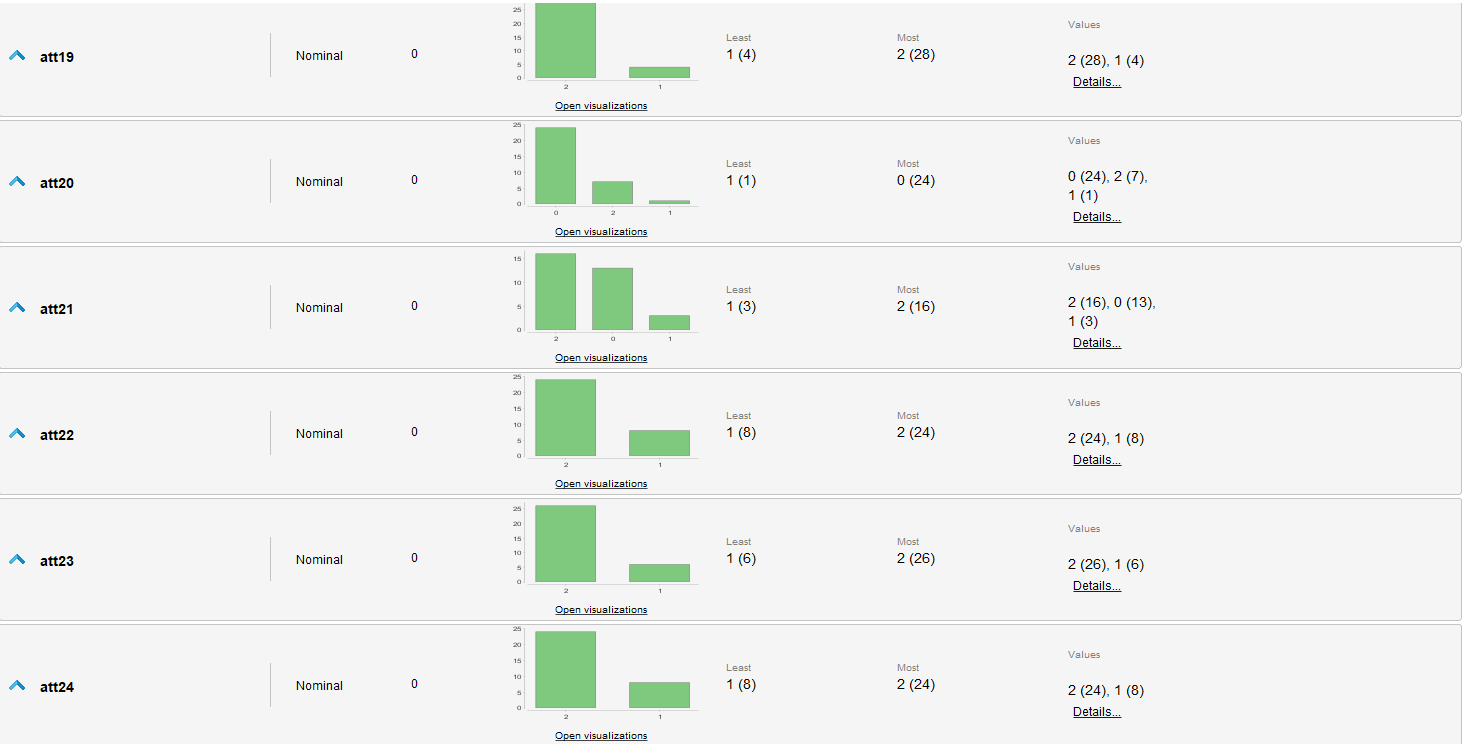 25
20
15
10
5
0
2 1
Open visualizations
att19
Nominal
0
Least
1 (4)
Most
2 (28)
Values
2 (28), 1 (4)
Details...
25
20
15
10
5
0
0 2 1
Open visualizations
att20
Nominal
0
Least
1 (1)
Most
0 (24)
Values
0 (24), 2 (7),
1 (1)
Details...
15
10
5
0
2 0 1
Open visualizations
att21
Nominal
0
Least
1 (3)
Most
2 (16)
Values
2 (16), 0 (13),
1 (3)
Details...
25
20
15
10
5
0
2 1
Open visualizations
att22
Nominal
0
Least
1 (8)
Most
2 (24)
Values
2 (24), 1 (8)
Details...
25
20
15
10
5
0
2 1
Open visualizations
att23
Nominal
0
Least
1 (6)
Most
2 (26)
Values
2 (26), 1 (6)
Details...
25
20
15
10
5
0
2 1
Open visualizations
att24
Nominal
0
Least
1 (8)
Most
2 (24)
Values
2 (24), 1 (8)
Details...